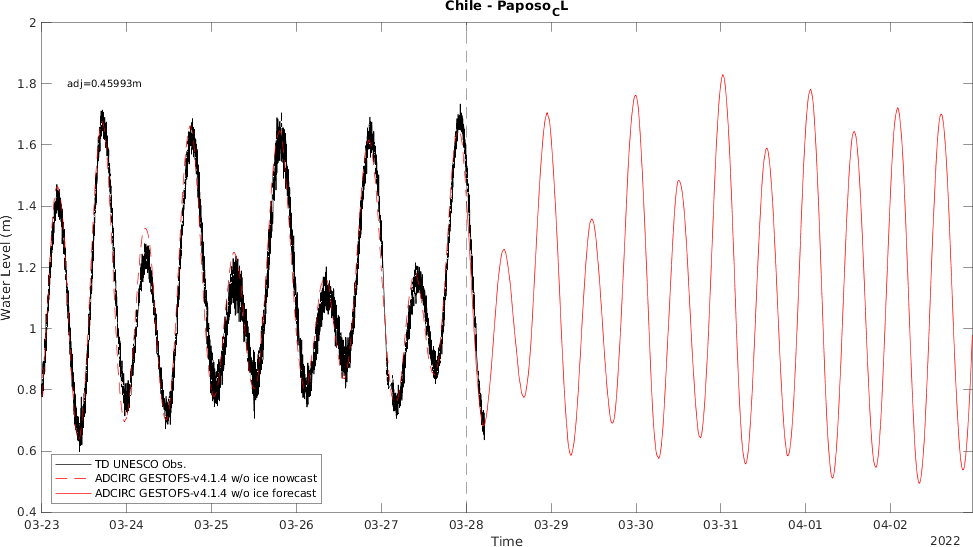 Chile - Paposo_CL
2
1.8
adj=0.45993m
1.6
1.4
1.2
1
0.8
0.6
0.4
Water Level (m)
TD UNESCO Obs.
ADCIRC GESTOFS-v4.1.4 w/o ice nowcast
ADCIRC GESTOFS-v4.1.4 w/o ice forecast
03-23 03-24 03-25 03-26 03-27 03-28 03-29 03-30 03-31 04-01 04-02
Time
2022